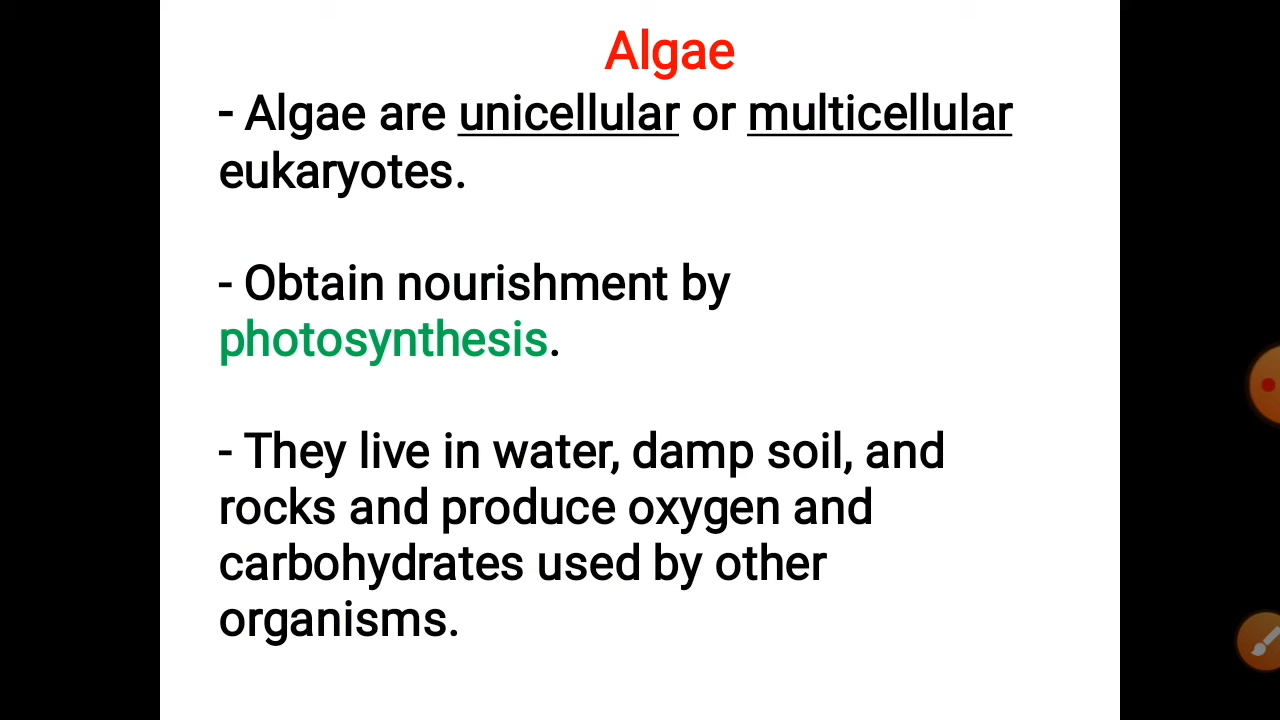 Algae
- Algae are unicellular or multicellular
eukaryotes.
- Obtain nourishment by
photosynthesis.
- They live in water, damp soil, and
rocks and produce oxygen and
carbohydrates used by other
organisms.